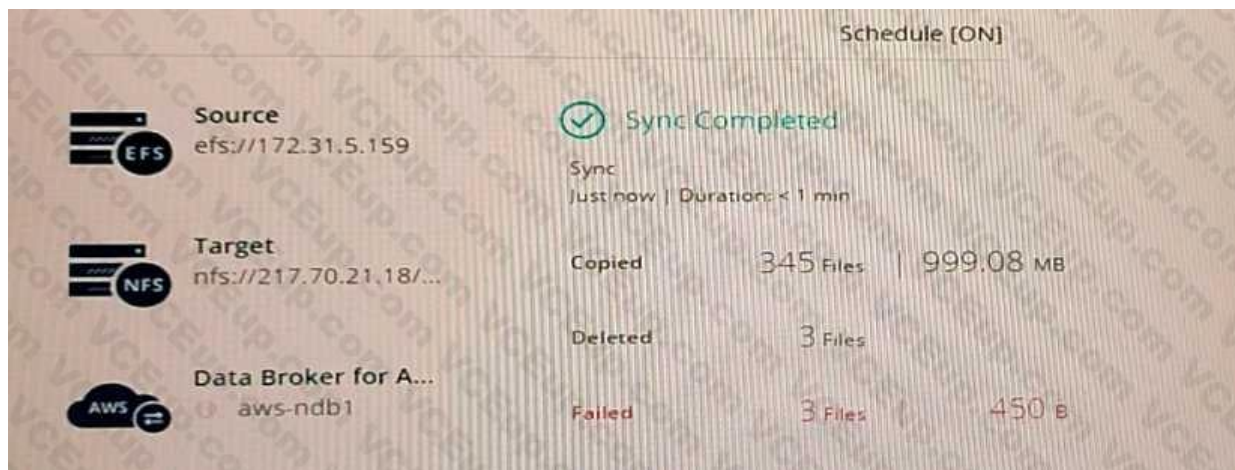 Schedule [ON]
Source
efs://172.31.5.159
EFS
Sync Completed
Sync
Just now | Duration: < 1 min
Target
nfs://217.70.21.18/...
NFS
Copied 345 Files | 999.08 MB
Deleted 3 Files
Data Broker for A...
aws-ndb1
AWS
Failed 3 Files | 450 B
VCEup.com